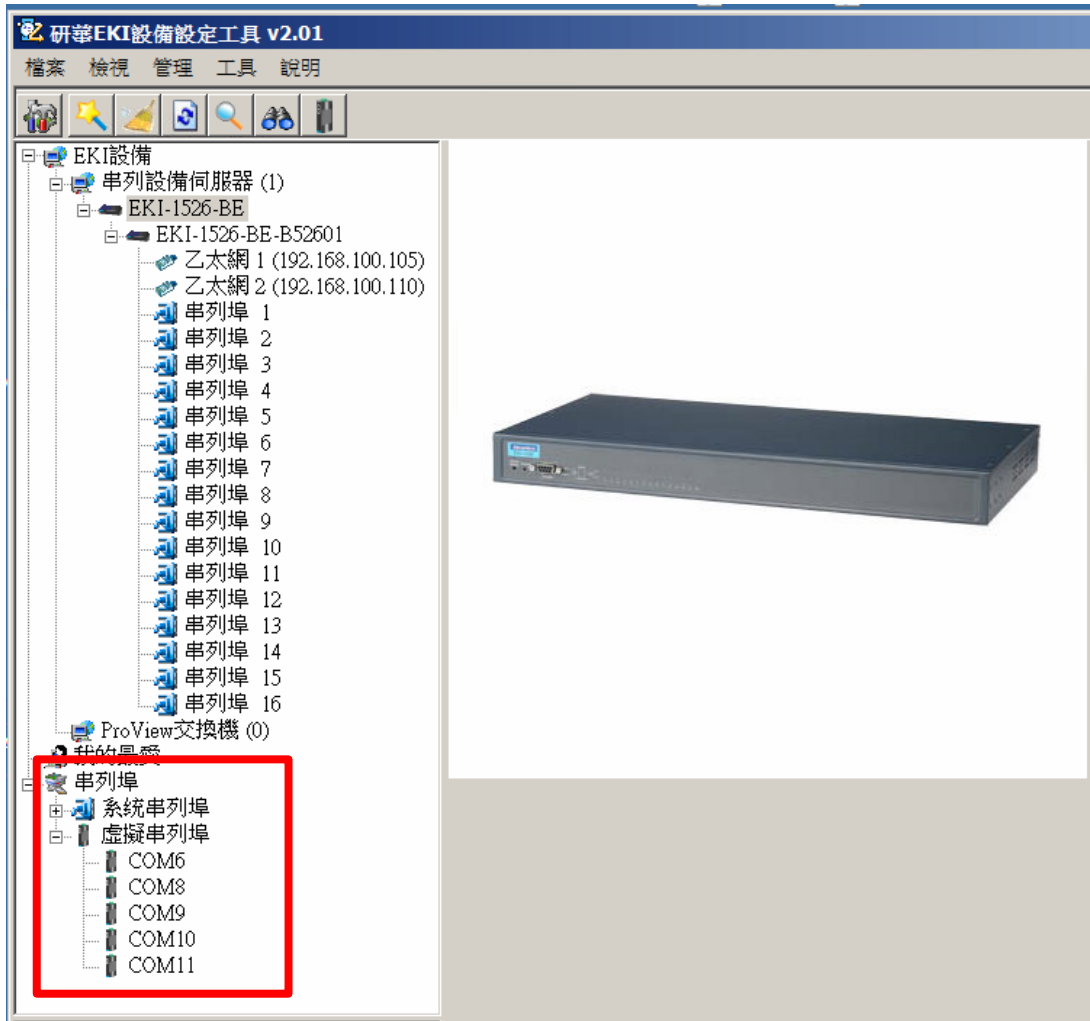 研華EKI設備設定工具 v2.01
檔案 檢視 管理 工具 說明
EKI設備
串列設備伺服器 (1)
EKI-1526-BE
EKI-1526-BE-B52601
乙太網 1 (192.168.100.105)
乙太網 2 (192.168.100.110)
串列埠 1
串列埠 2
串列埠 3
串列埠 4
串列埠 5
串列埠 6
串列埠 7
串列埠 8
串列埠 9
串列埠 10
串列埠 11
串列埠 12
串列埠 13
串列埠 14
串列埠 15
串列埠 16
ProView交換機 (0)
我的最愛
串列埠
系統串列埠
虛擬串列埠
COM6
COM8
COM9
COM10
COM11